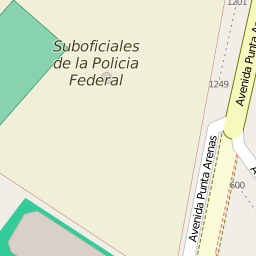 1201
Suboficiales
de la Policia
Federal
1249
Avenida Punta Arenas
Avenida Punta Arenas
600